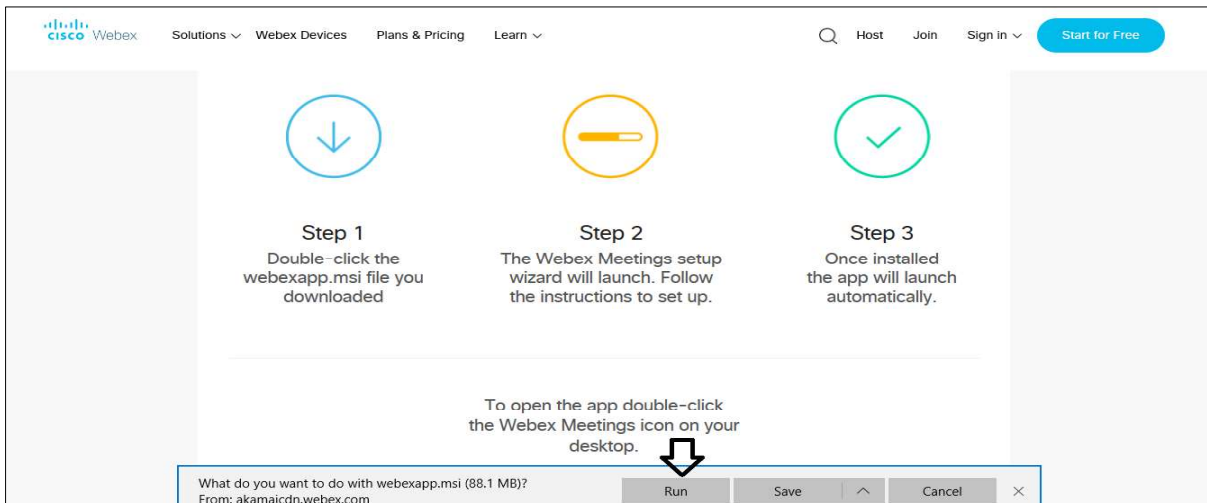 CISCO Webex
Solutions Webex Devices Plans & Pricing Learn Host Join Sign in Start for Free
Step 1
Double-click the
webexapp.msi file you
downloaded
Step 2
The Webex Meetings setup
wizard will launch. Follow
the instructions to set up.
Step 3
Once installed
the app will launch
automatically.
To open the app double-click
the Webex Meetings icon on your
desktop.
What do you want to do with webexapp.msi (88.1 MB)?
From: akamaicdn.webex.com
Run Save Cancel